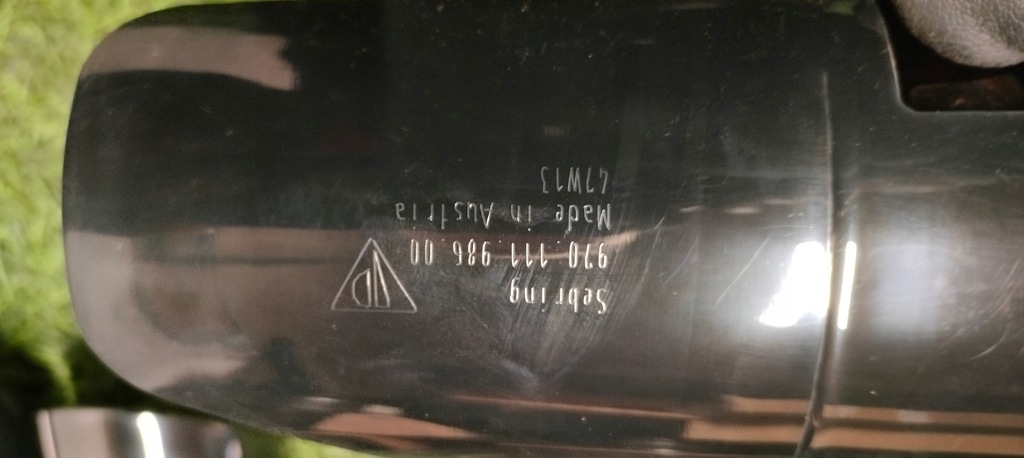 Sebring
970.111.986.00
Made in Austria
47W13